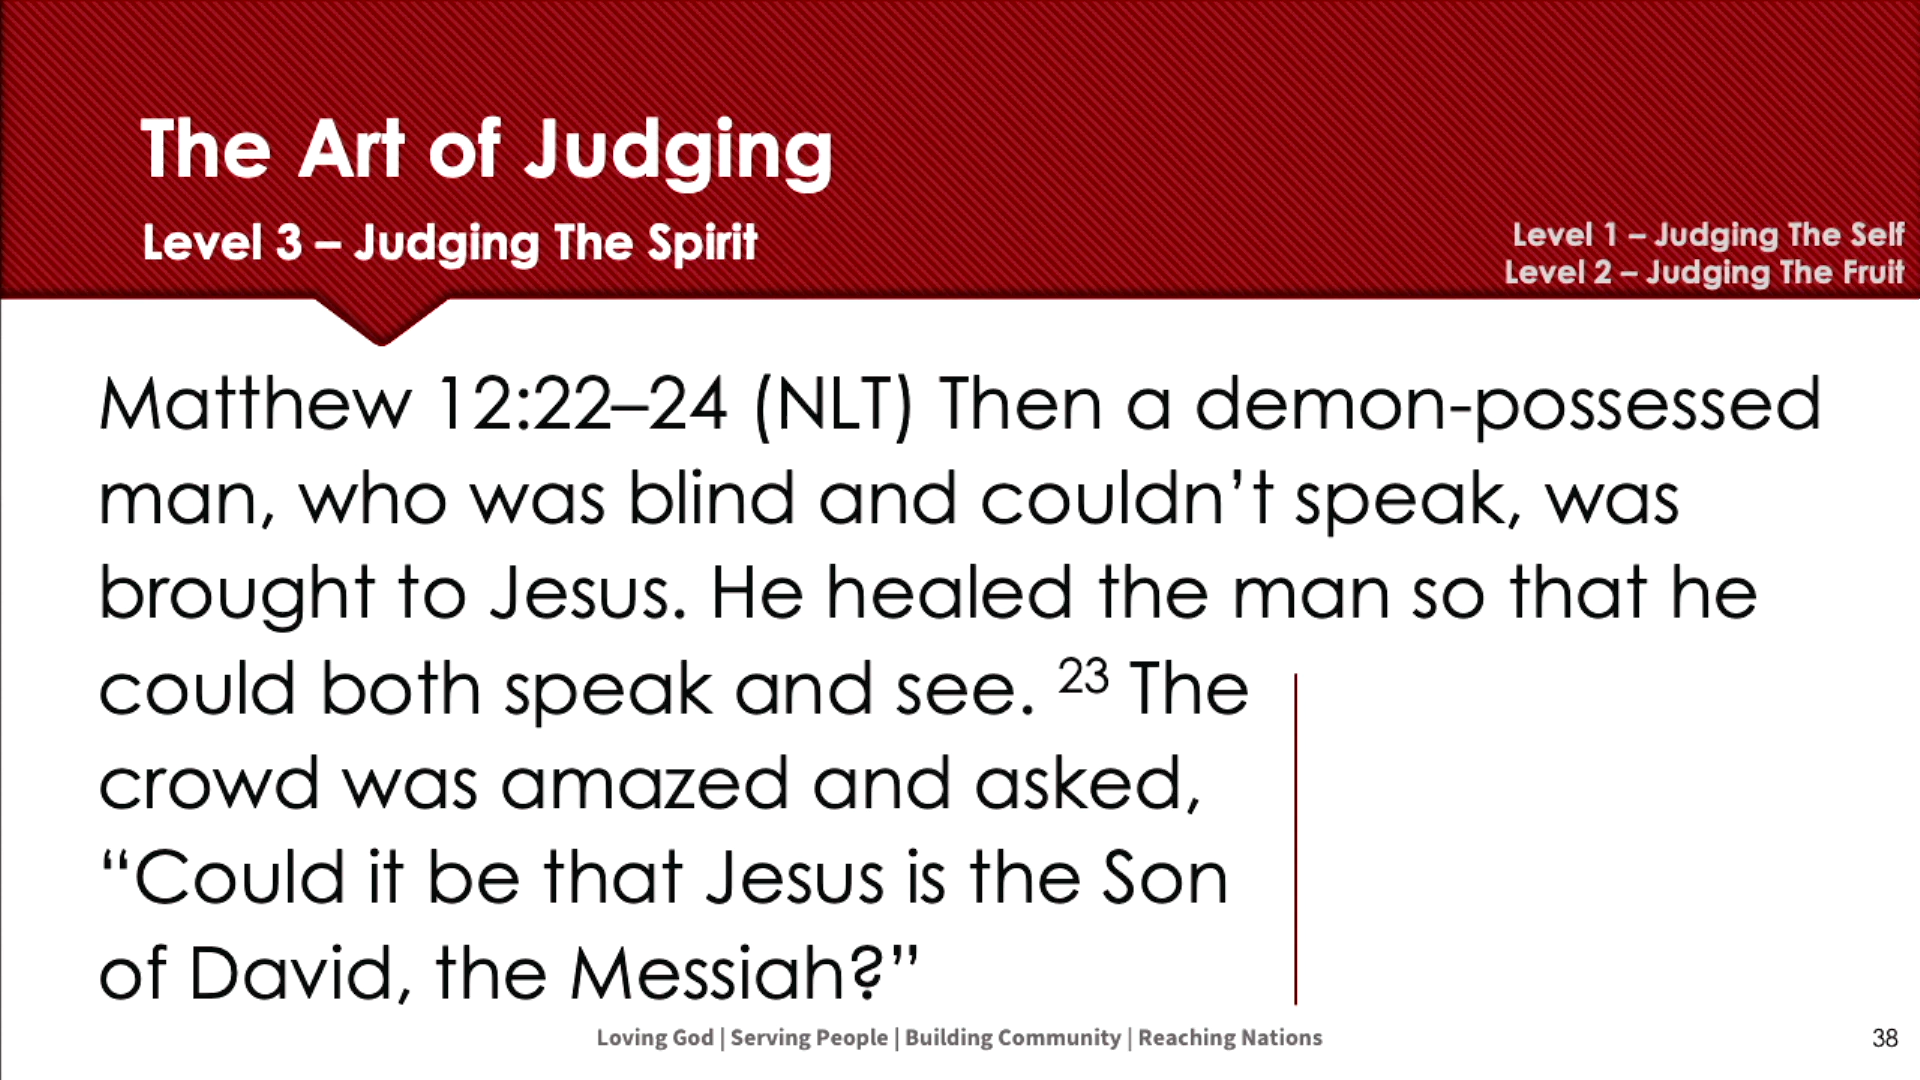 The Art of Judging
Level 3 – Judging The Spirit
Level 1 – Judging The Self
Level 2 – Judging The Fruit
Matthew 12:22–24 (NLT) Then a demon-possessed
man, who was blind and couldn’t speak, was
brought to Jesus. He healed the man so that he
could both speak and see. ²³ The
crowd was amazed and asked,
“Could it be that Jesus is the Son
of David, the Messiah?”
Loving God | Serving People | Building Community | Reaching Nations
38